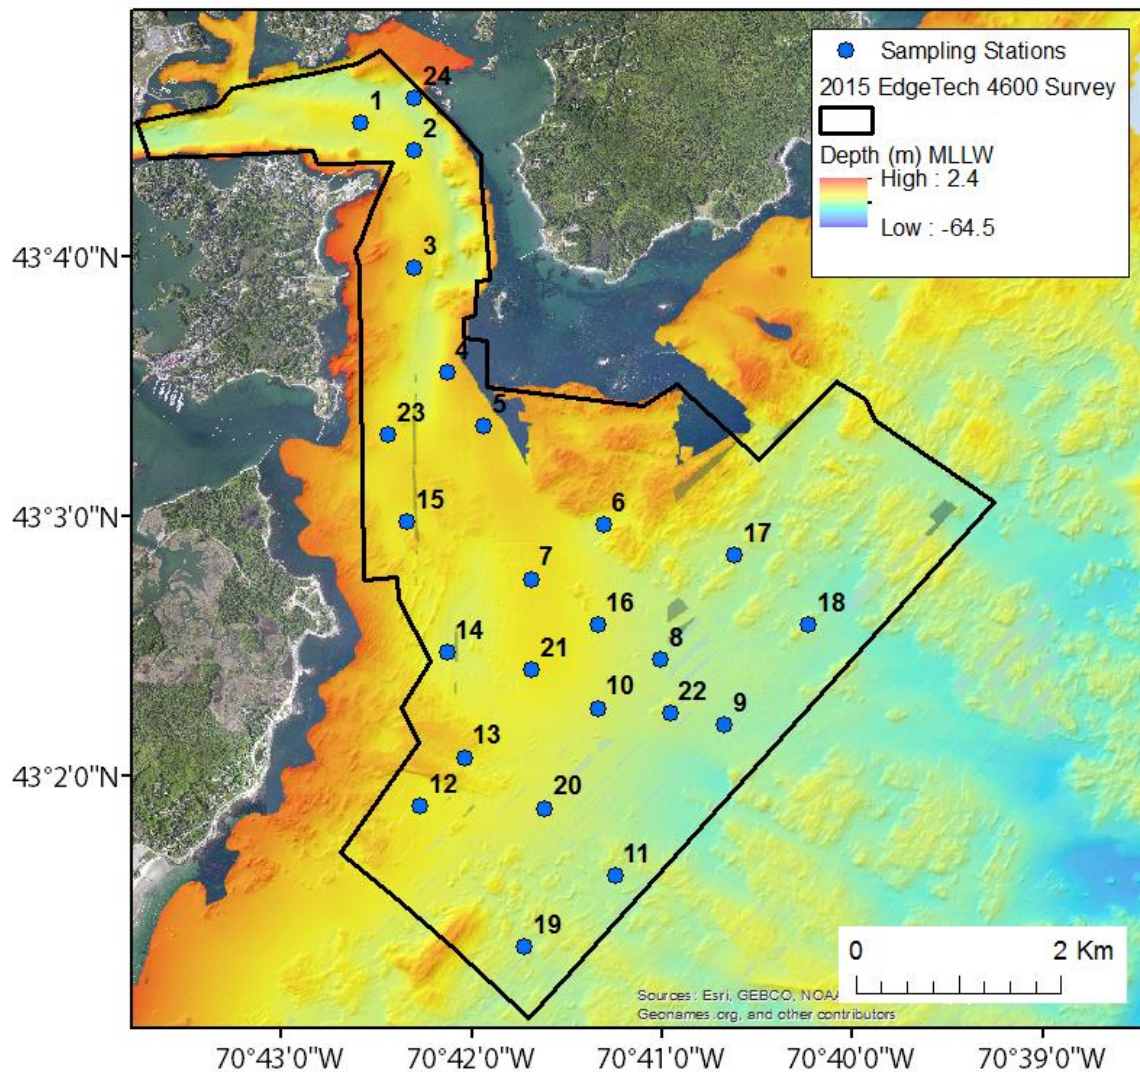 Sampling Stations
2015 EdgeTech 4600 Survey
Depth (m) MLLW
High : 2.4
Low : -64.5
24
1
2
43°4'0"N
3
4
5
23
15
43°3'0"N
6
17
7
16
18
14
8
21
10
22
9
13
43°2'0"N
12
20
11
19
0
2 Km
Sources: Esri, GEBCO, NOAA
Geonames.org, and other contributors
70°43'0"W
70°42'0"W
70°41'0"W
70°40'0"W
70°39'0"W